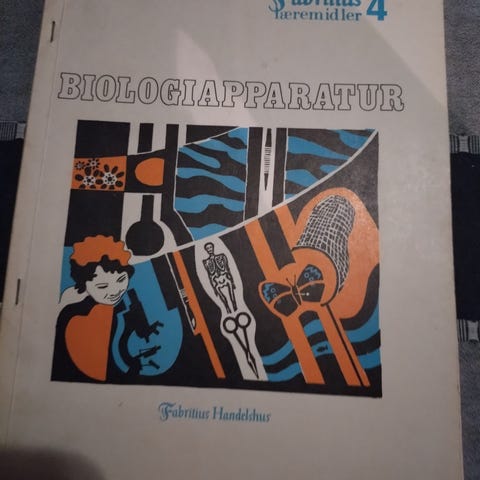 Fabritius
læremidler 4
BIOLOGIAPPARATUR
Fabritius Handelshus